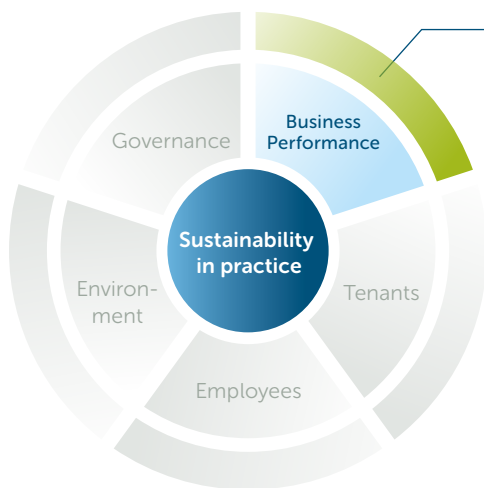 Governance
Business
Performance
Sustainability
in practice
Environ-
ment
Tenants
Employees